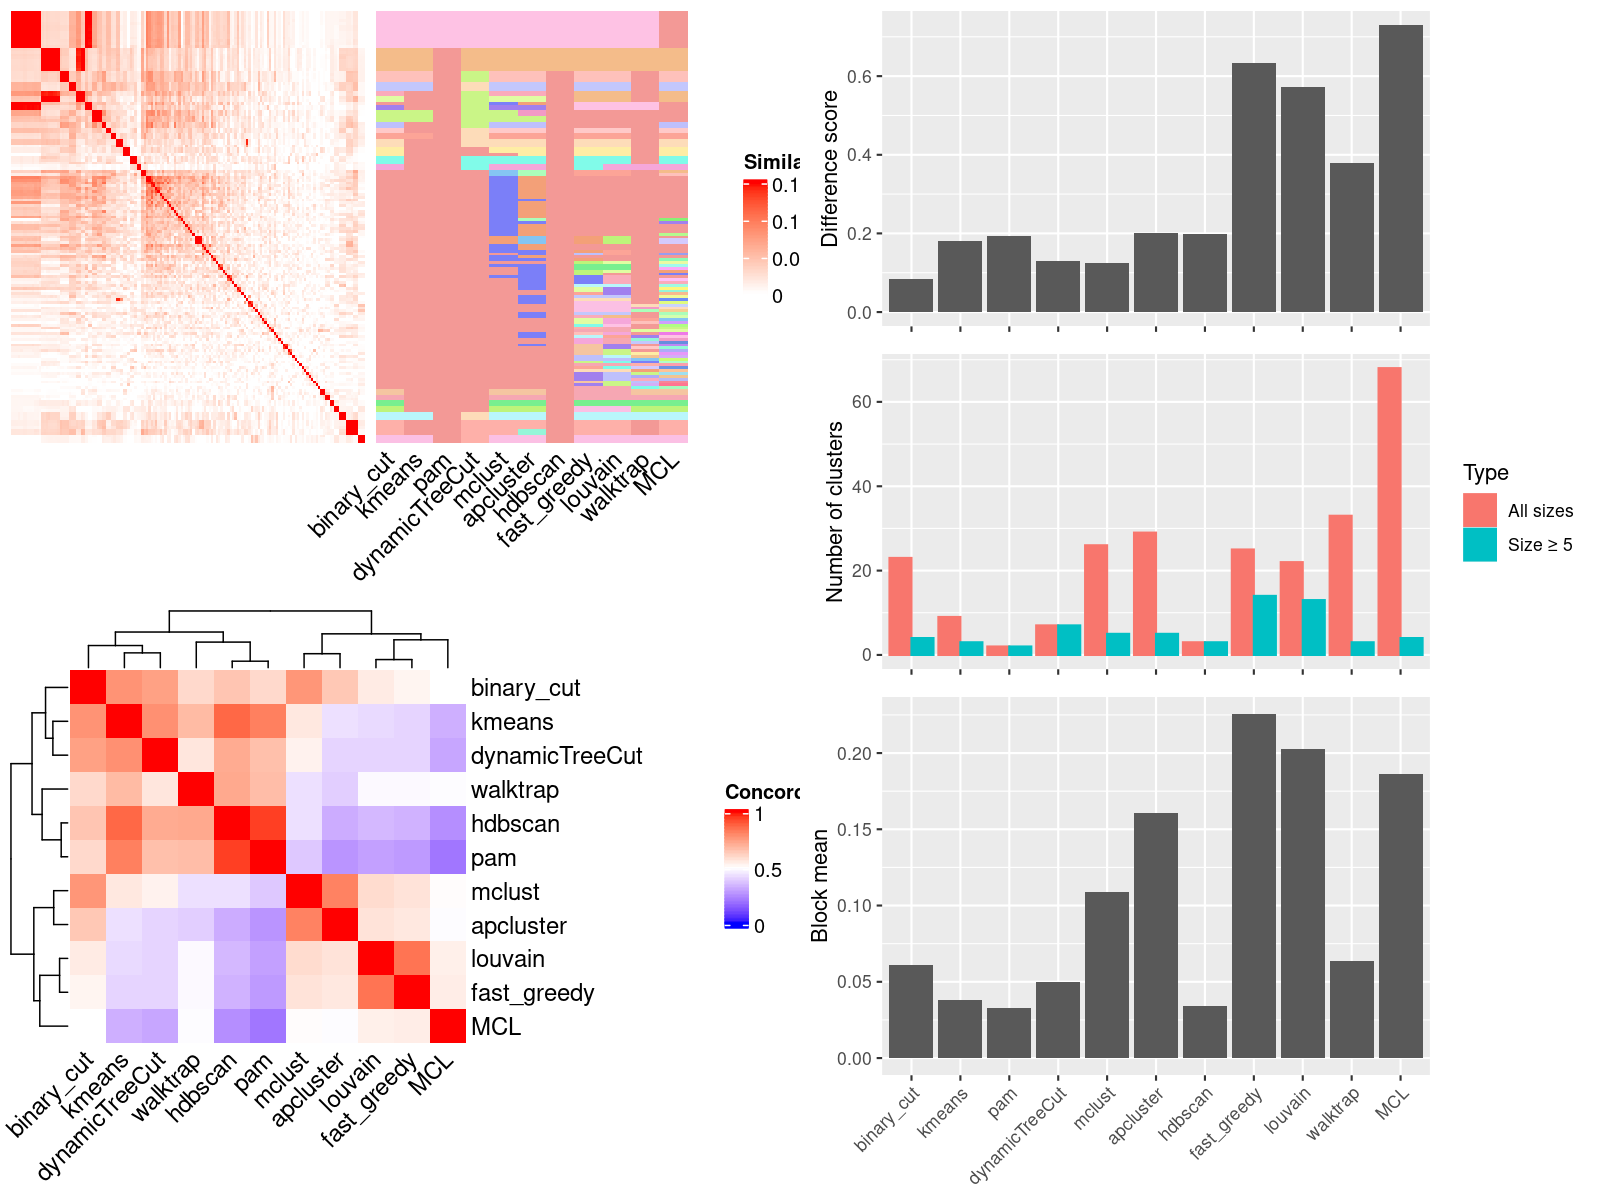 Simila
0.1
0.1
0.0
0
binary_cut
kmeans
pam
dynamicTreeCut
mclust
apcluster
hdbscan
fast_greedy
louvain
walktrap
MCL
binary_cut
kmeans
dynamicTreeCut
walktrap
hdbscan
pam
mclust
apcluster
louvain
fast_greedy
MCL
binary_cut
kmeans
dynamicTreeCut
walktrap
hdbscan
pam
mclust
apcluster
louvain
fast_greedy
MCL
Concord
1
0.5
0
Difference score
0.6
0.4
0.2
0.0
Number of clusters
60
40
20
0
Type
All sizes
Size ≥ 5
Block mean
0.20
0.15
0.10
0.05
0.00
binary_cut
kmeans
pam
dynamicTreeCut
mclust
apcluster
hdbscan
fast_greedy
louvain
walktrap
MCL